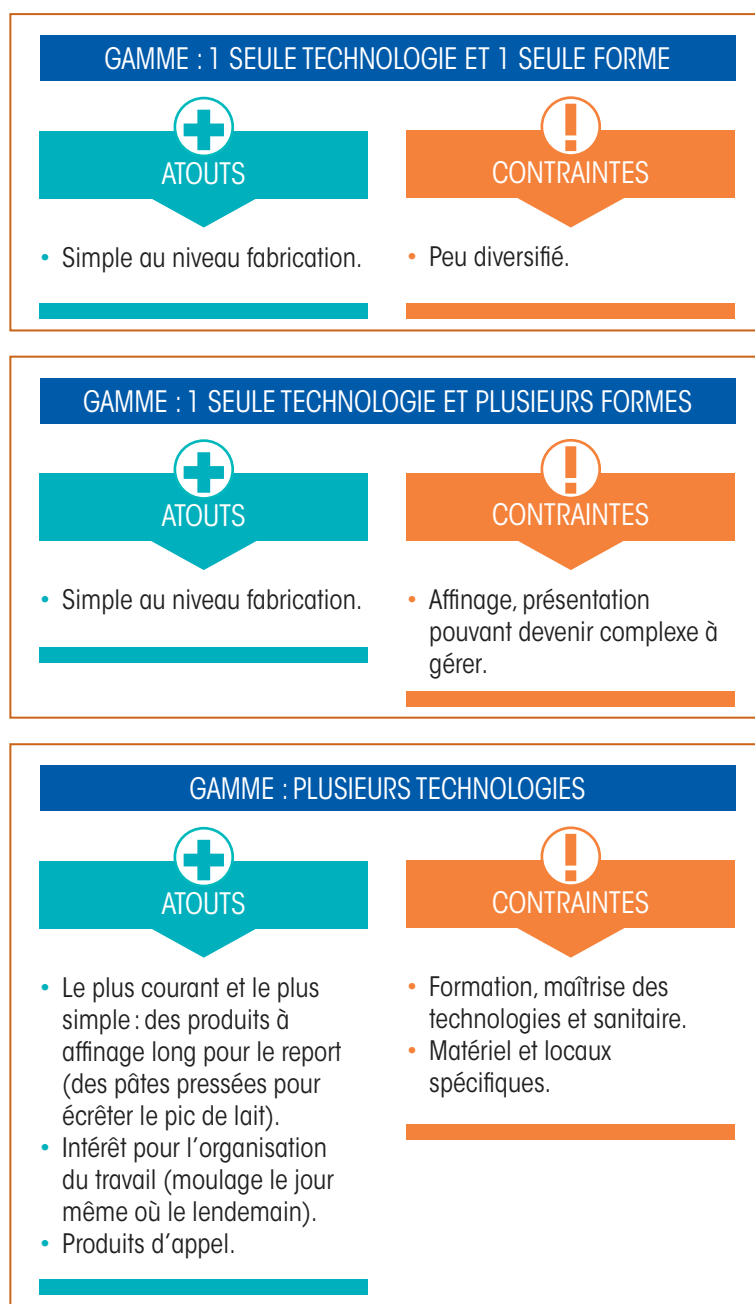 GAMME : 1 SEULE TECHNOLOGIE ET 1 SEULE FORME
ATOUTS
• Simple au niveau fabrication.
CONTRAINTES
• Peu diversifié.
GAMME : 1 SEULE TECHNOLOGIE ET PLUSIEURS FORMES
ATOUTS
• Simple au niveau fabrication.
CONTRAINTES
• Affinage, présentation
pouvant devenir complexe à
gérer.
GAMME : PLUSIEURS TECHNOLOGIES
ATOUTS
• Le plus courant et le plus
simple : des produits à
affinage long pour le report
(des pâtes pressées pour
écrêter le pic de lait).
• Intérêt pour l'organisation
du travail (moulage le jour
même où le lendemain).
• Produits d'appel.
CONTRAINTES
• Formation, maîtrise des
technologies et sanitaire.
• Matériel et locaux
spécifiques.